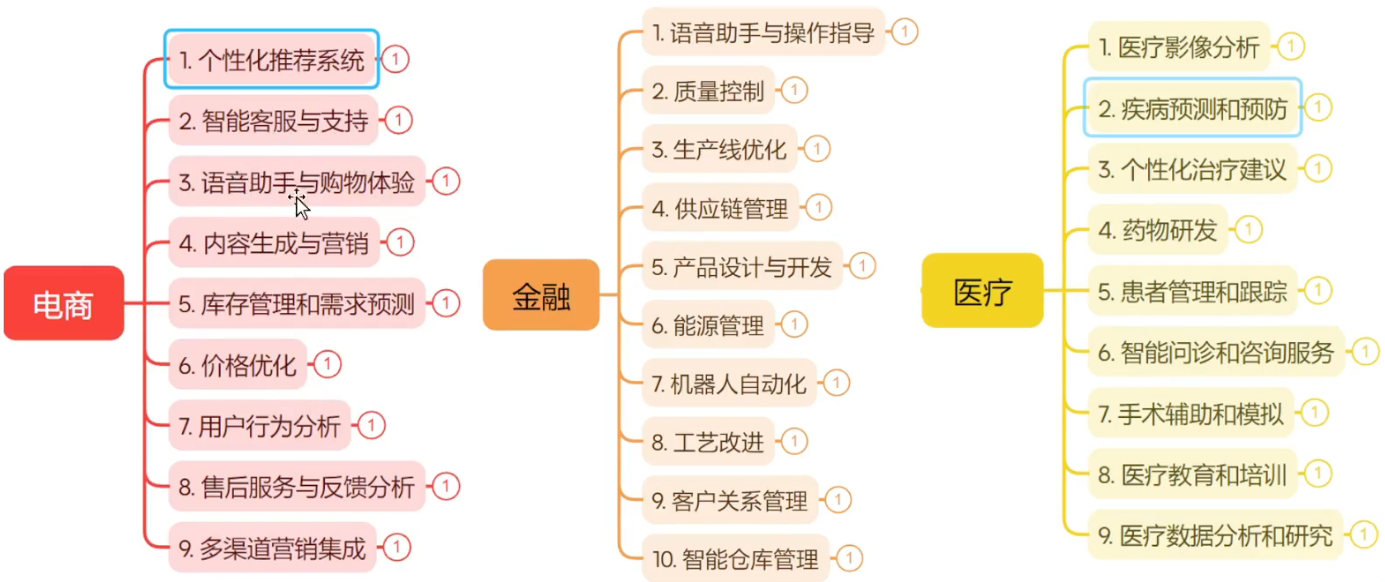 电商
1. 个性化推荐系统 1
2. 智能客服与支持 1
3. 语音助手与购物体验 1
4. 内容生成与营销 1
5. 库存管理和需求预测 1
6. 价格优化 1
7. 用户行为分析 1
8. 售后服务与反馈分析 1
9. 多渠道营销集成 1
金融
1. 语音助手与操作指导 1
2. 质量控制 1
3. 生产线优化 1
4. 供应链管理 1
5. 产品设计与开发 1
6. 能源管理 1
7. 机器人自动化 1
8. 工艺改进 1
9. 客户关系管理 1
10. 智能仓库管理 1
医疗
1. 医疗影像分析 1
2. 疾病预测和预防 1
3. 个性化治疗建议 1
4. 药物研发 1
5. 患者管理和跟踪 1
6. 智能问诊和咨询服务 1
7. 手术辅助和模拟 1
8. 医疗教育和培训 1
9. 医疗数据分析和研究 1